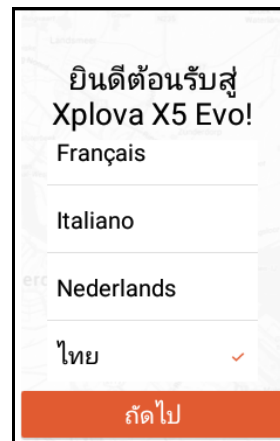 ยินดีต้อนรับสู่
Xplova X5 Evo!
Français
Italiano
Nederlands
ไทย
ถัดไป